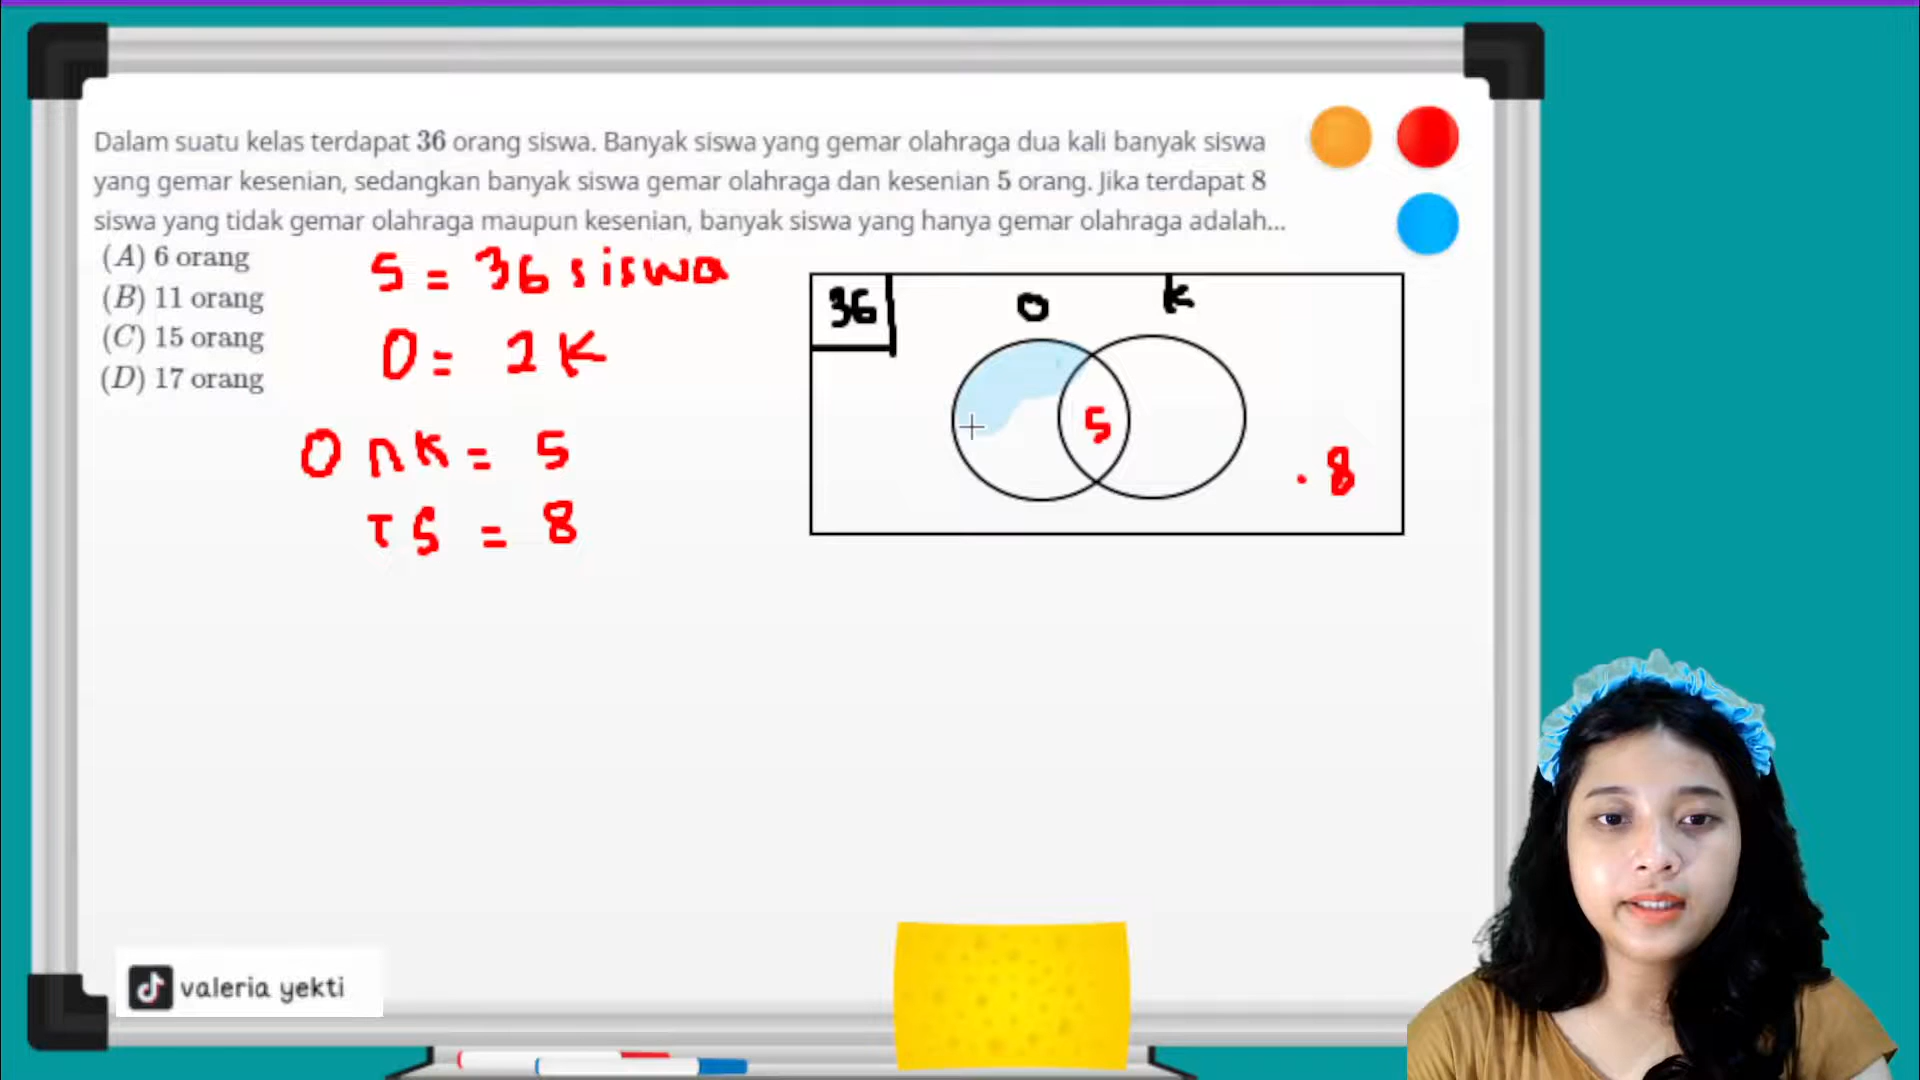 Dalam suatu kelas terdapat 36 orang siswa. Banyak siswa yang gemar olahraga dua kali banyak siswa
yang gemar kesenian, sedangkan banyak siswa gemar olahraga dan kesenian 5 orang. Jika terdapat 8
siswa yang tidak gemar olahraga maupun kesenian, banyak siswa yang hanya gemar olahraga adalah...
(A) 6 orang
(B) 11 orang
(C) 15 orang
(D) 17 orang
S = 36 siswa
O = 2 K
O ∩ K = 5
TS = 8
36
O
K
5
. 8
valeria yekti